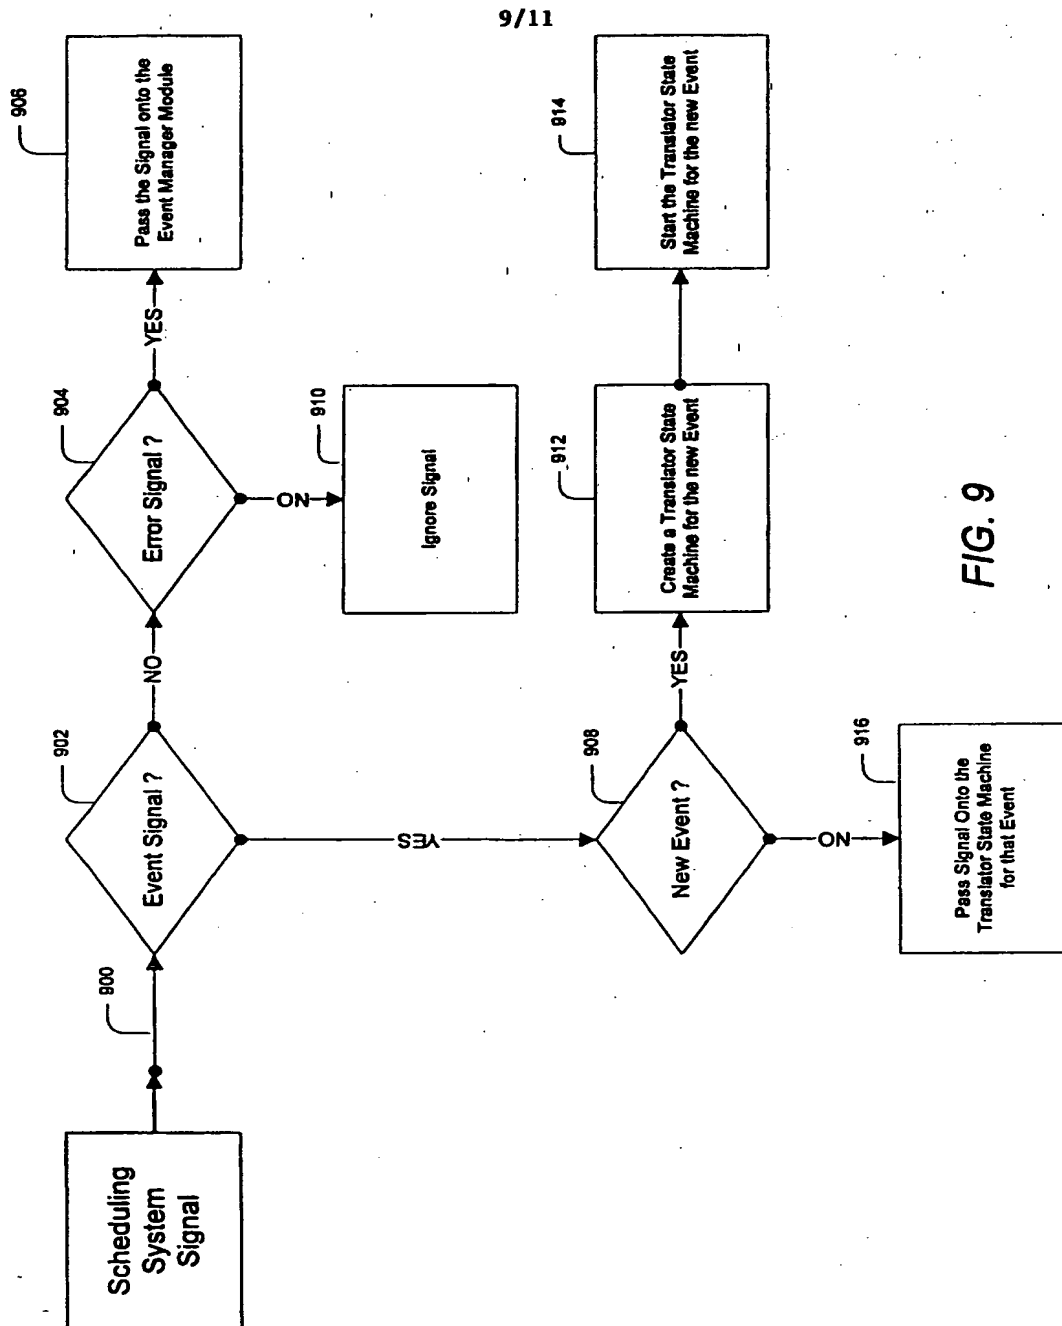 9/11
Scheduling
System
Signal
900
Event Signal ?
902
NO
Error Signal ?
904
YES
Pass the Signal onto the
Event Manager Module
906
NO
Ignore Signal
910
YES
New Event ?
908
YES
Create a Translator State
Machine for the new Event
912
Start the Translator State
Machine for the new Event
914
NO
Pass Signal Onto the
Translator State Machine
for that Event
916
FIG. 9